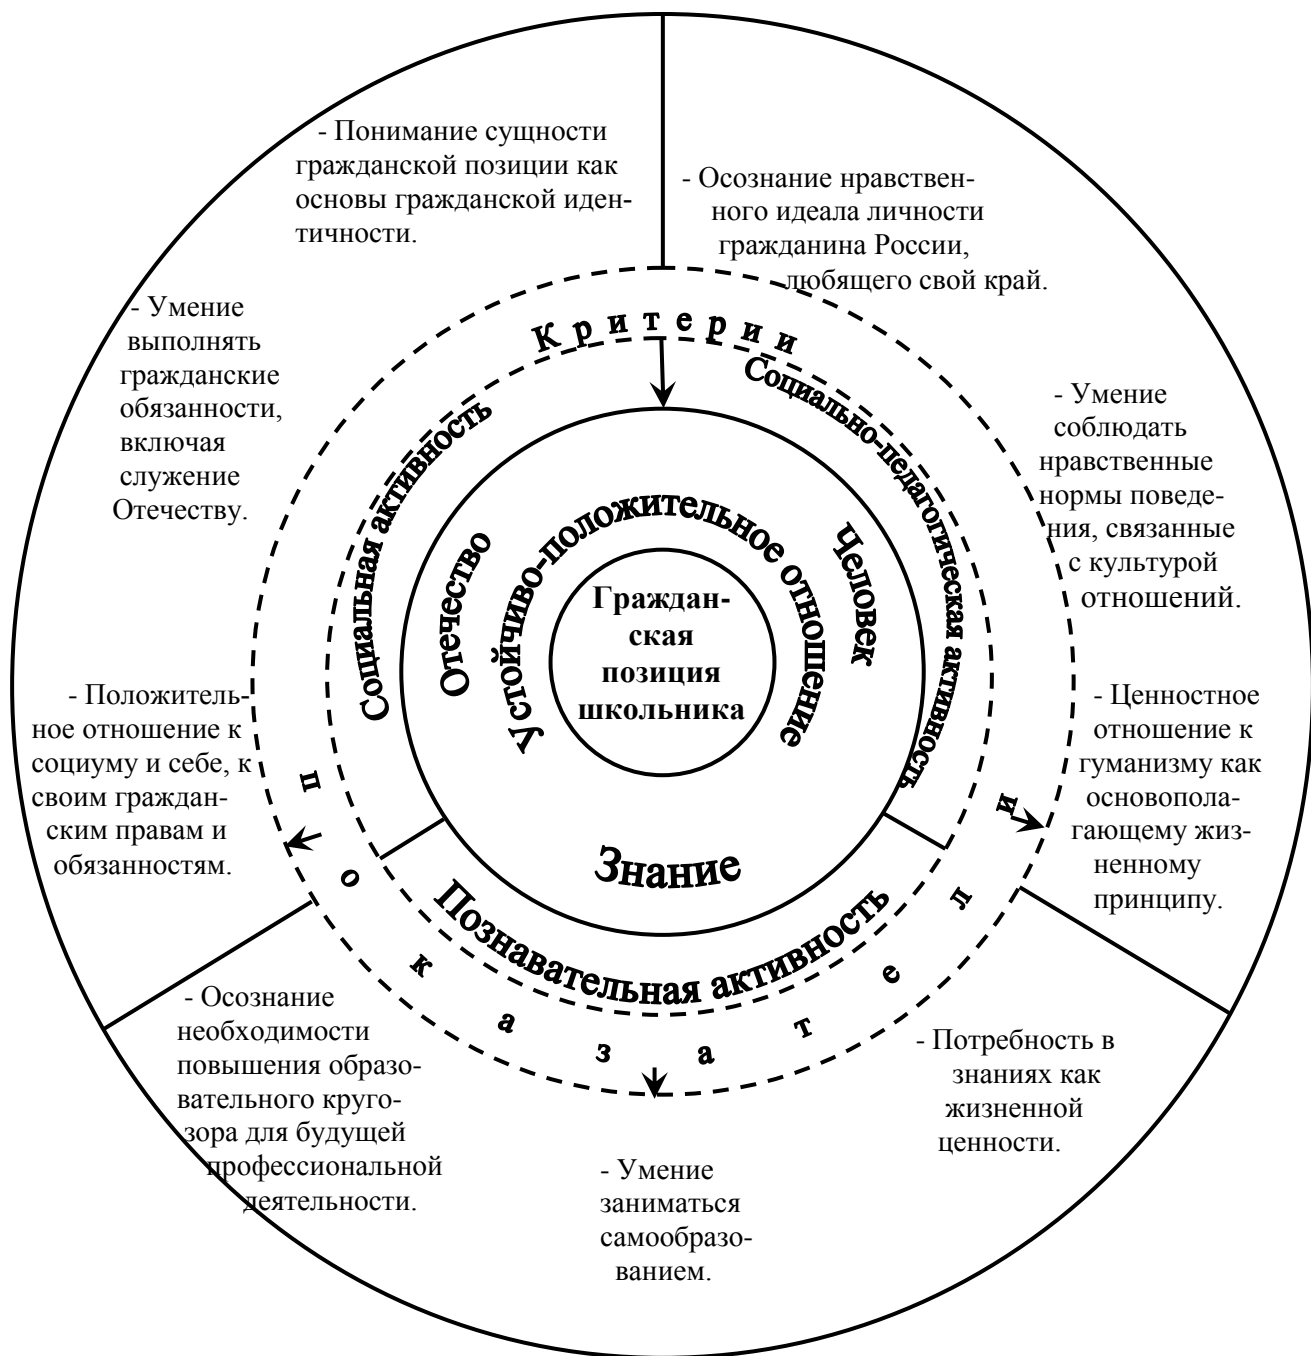 - Понимание сущности
гражданской позиции как
основы гражданской иден-
тичности.
- Осознание нравствен-
ного идеала личности
гражданина России,
любящего свой край.
- Умение
выполнять
гражданские
обязанности,
включая
служение
Отечеству.
Критерии
Социальная активность
Социально-педагогическая активность
- Умение
соблюдать
нравственные
нормы поведе-
ния, связанные
с культурой
отношений.
Отечество
Устойчиво-положительное отношение
Человек
Граждан-
ская
позиция
школьника
- Положитель-
ное отношение к
социуму и себе, к
своим граждан-
ским правам и
обязанностям.
- Ценностное
отношение к
гуманизму как
основопола-
гающему жиз-
ненному
принципу.
Знание
Познавательная активность
показатели
- Осознание
необходимости
повышения образо-
вательного круго-
зора для будущей
профессиональной
деятельности.
- Умение
заниматься
самообразо-
ванием.
- Потребность в
знаниях как
жизненной
ценности.